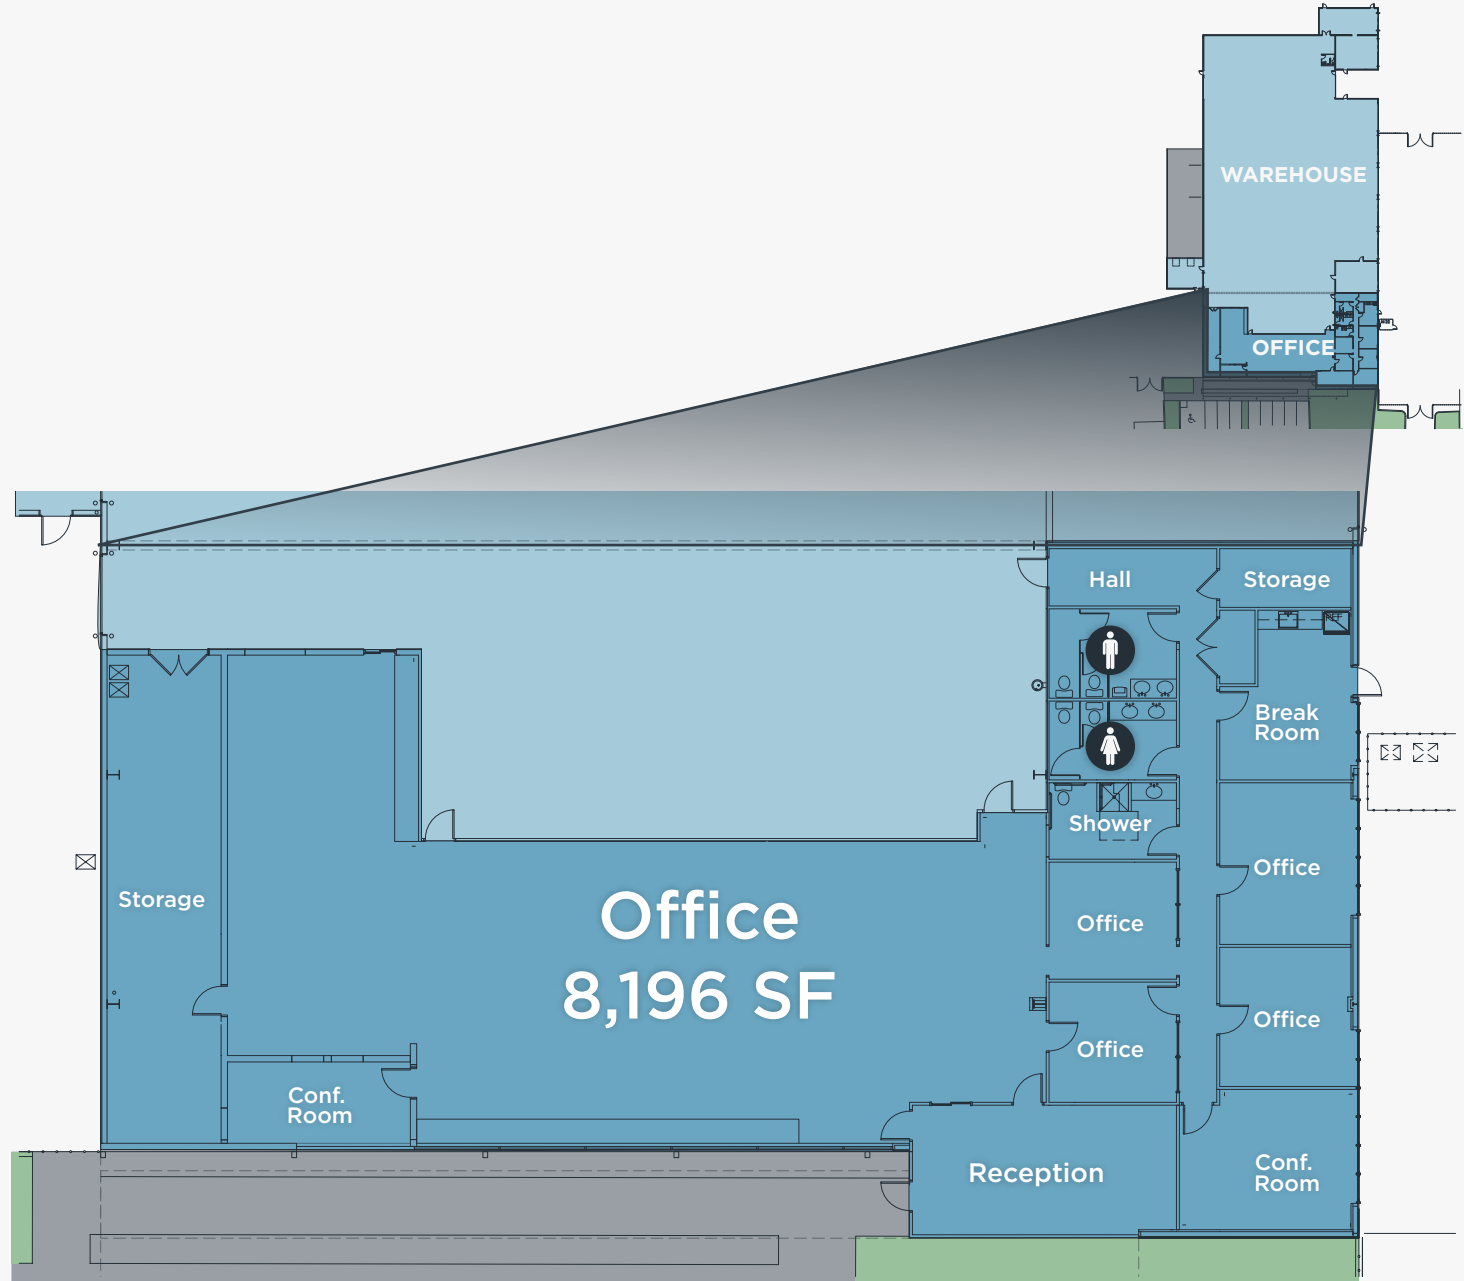 WAREHOUSE
OFFICE
Hall
Storage
Break
Room
Shower
Office
Storage
Office
8,196 SF
Office
Office
Office
Conf.
Room
Reception
Conf.
Room